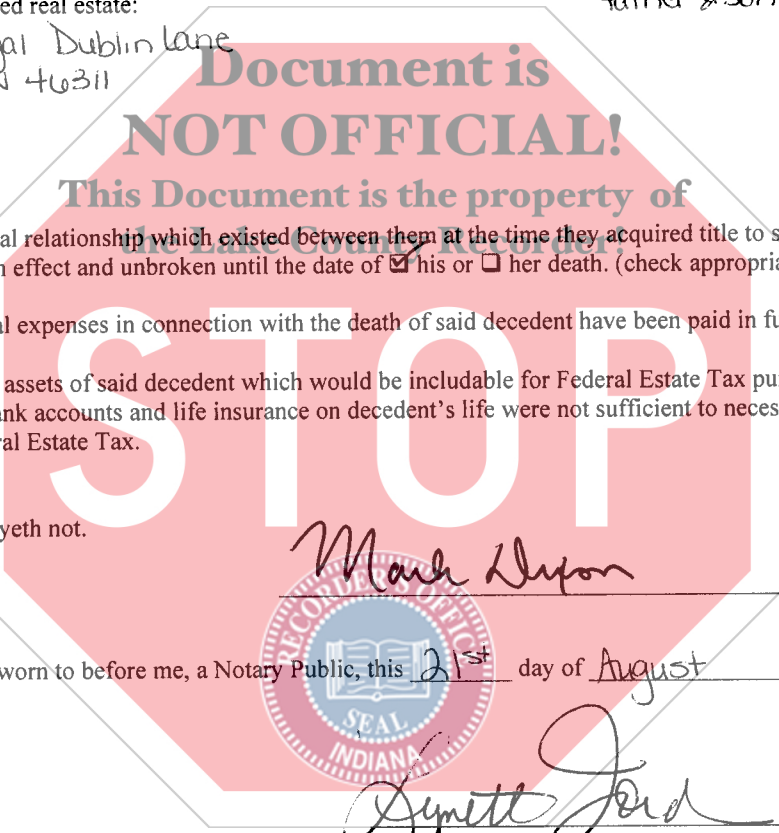 ed real estate:
gal Dublin Lane
46311
Document is
NOT OFFICIAL!
This Document is the property of
the Lake County Recorder!
al relationship which existed between them at the time they acquired title to s
n effect and unbroken until the date of ☑ his or ☐ her death. (check appropria
al expenses in connection with the death of said decedent have been paid in fu
assets of said decedent which would be includable for Federal Estate Tax pur
ank accounts and life insurance on decedent's life were not sufficient to neces
ral Estate Tax.
STOP
yeth not.
Mark Dixon
RECORDER'S OFFICE
SEAL
INDIANA
worn to before me, a Notary Public, this 21st day of August
Ford